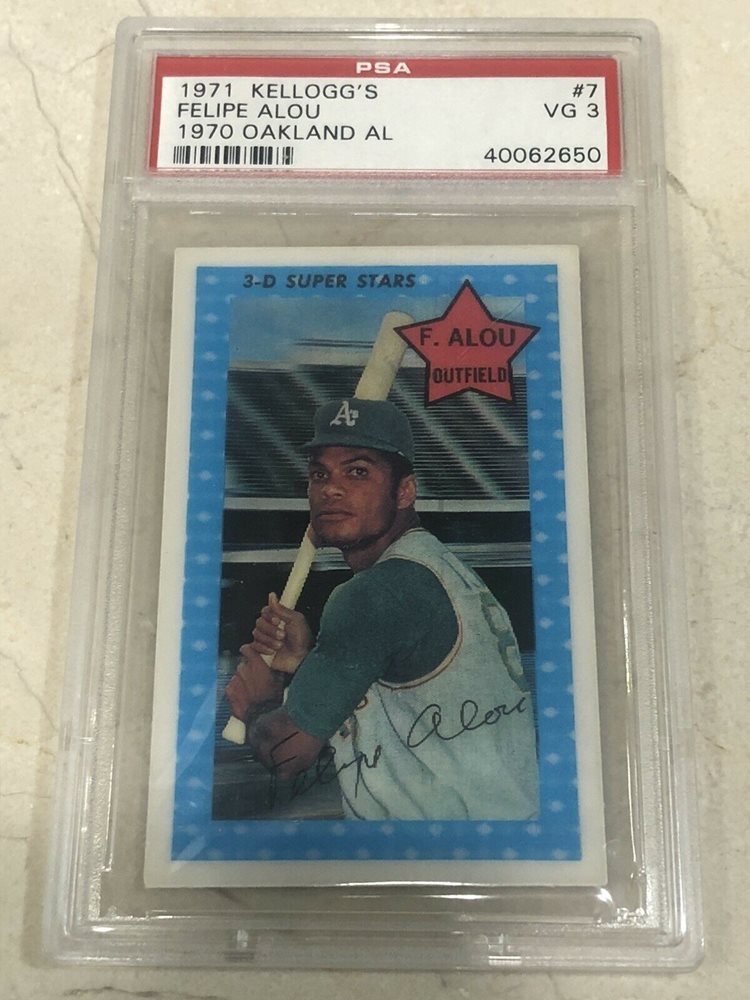 PSA
1971 KELLOGG'S #7
FELIPE ALOU VG 3
1970 OAKLAND AL
40062650
3-D SUPER STARS
F. ALOU
OUTFIELD
A's
8
Felipe Alou